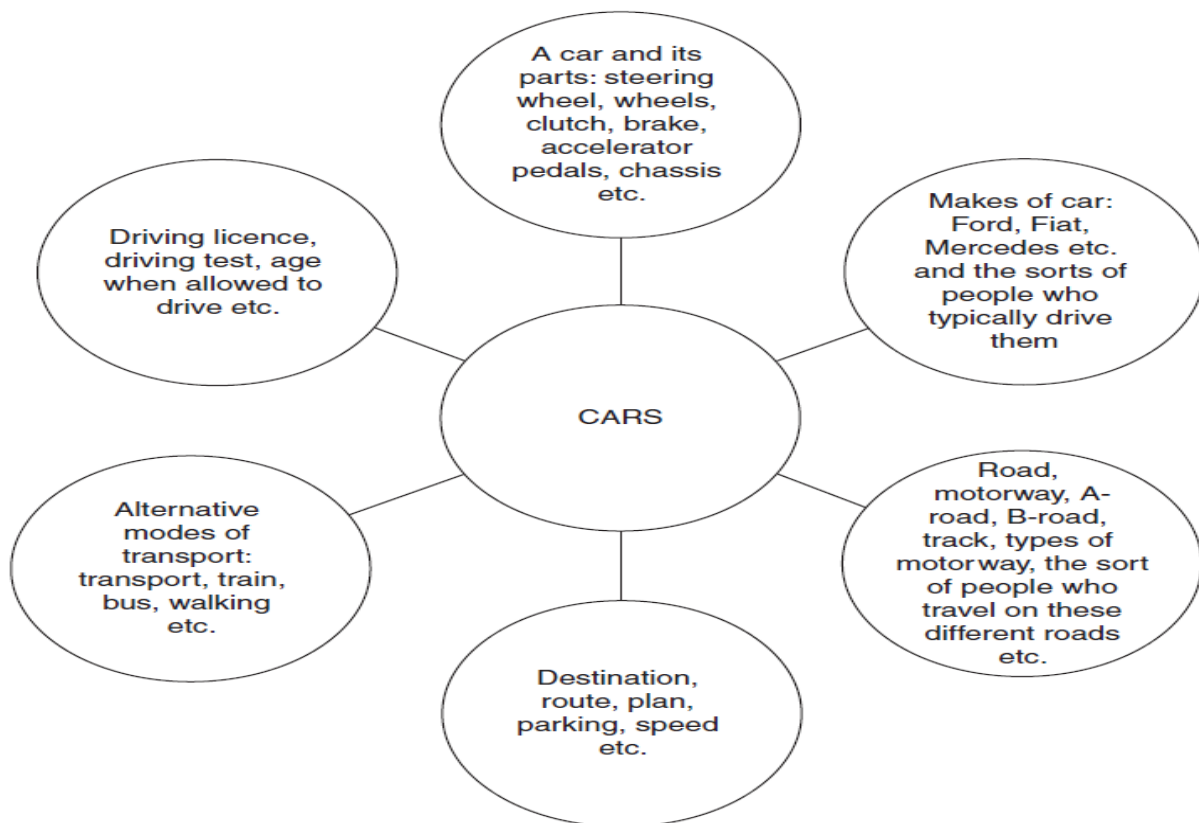 A car and its
parts: steering
wheel, wheels,
clutch, brake,
accelerator
pedals, chassis
etc.
Driving licence,
driving test, age
when allowed to
drive etc.
Makes of car:
Ford, Fiat,
Mercedes etc.
and the sorts of
people who
typically drive
them
CARS
Alternative
modes of
transport:
transport, train,
bus, walking
etc.
Road,
motorway, A-
road, B-road,
track, types of
motorway, the sort
of people who
travel on these
different roads
etc.
Destination,
route, plan,
parking, speed
etc.